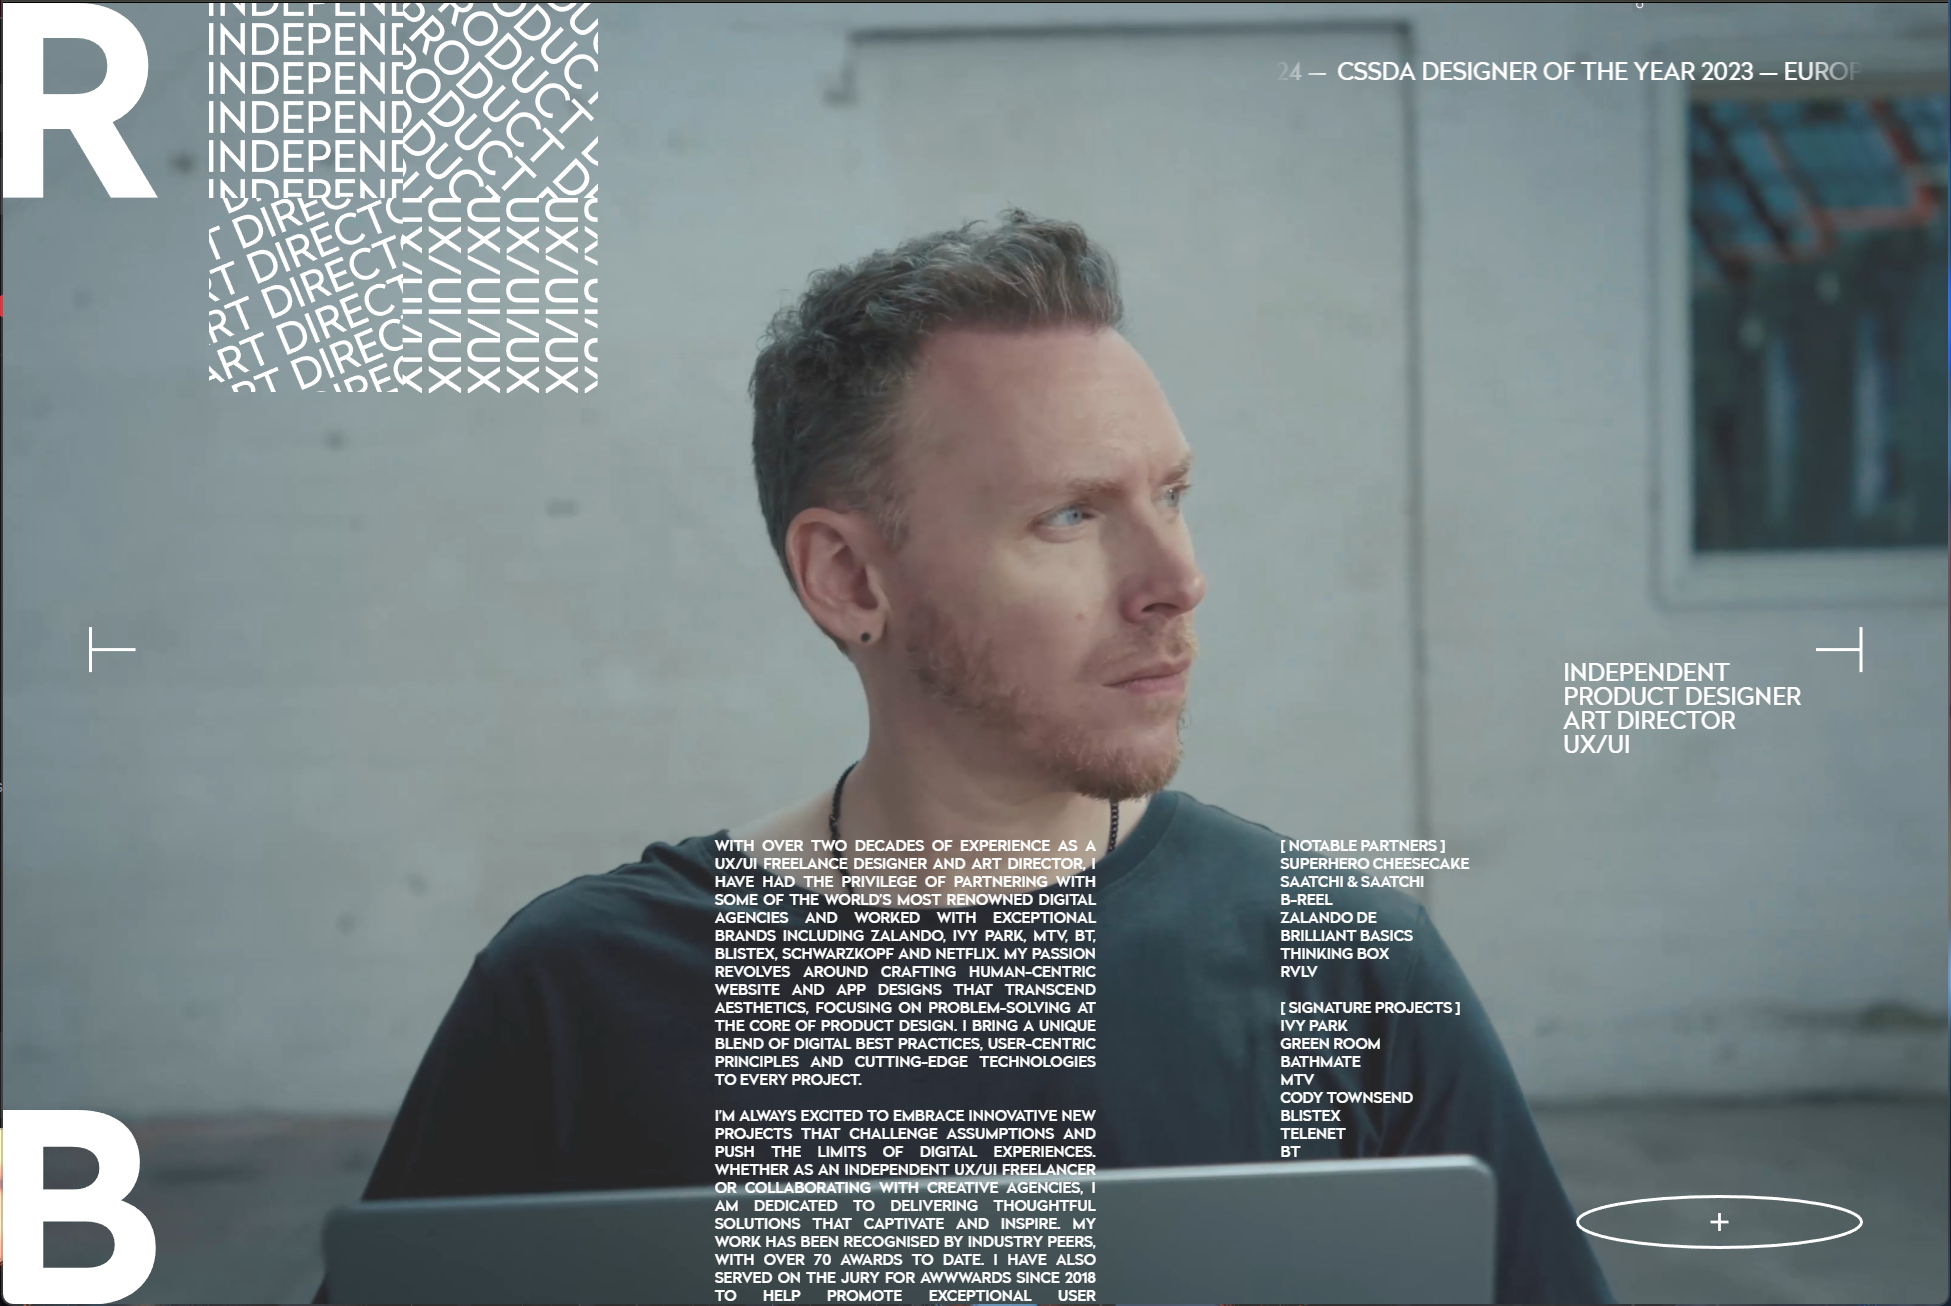 R
INDEPEND
INDEPEND
INDEPEND
INDEPEND
INDEPEND
INDEPEND
PRODUCT
PRODUCT
PRODUCT D
ART DIRECT
ART DIRECT
ART DIREC
UX/UI/UX
UX/UI/UX
UX/UI/UX
UX/UI/UX
24 — CSSDA DESIGNER OF THE YEAR 2023 — EUROP
INDEPENDENT
PRODUCT DESIGNER
ART DIRECTOR
UX/UI
WITH OVER TWO DECADES OF EXPERIENCE AS A
UX/UI FREELANCE DESIGNER AND ART DIRECTOR, I
HAVE HAD THE PRIVILEGE OF PARTNERING WITH
SOME OF THE WORLD'S MOST RENOWNED DIGITAL
AGENCIES AND WORKED WITH EXCEPTIONAL
BRANDS INCLUDING ZALANDO, IVY PARK, MTV, BT,
BLISTEX, SCHWARZKOPF AND NETFLIX. MY PASSION
REVOLVES AROUND CRAFTING HUMAN-CENTRIC
WEBSITE AND APP DESIGNS THAT TRANSCEND
AESTHETICS, FOCUSING ON PROBLEM-SOLVING AT
THE CORE OF PRODUCT DESIGN. I BRING A UNIQUE
BLEND OF DIGITAL BEST PRACTICES, USER-CENTRIC
PRINCIPLES AND CUTTING-EDGE TECHNOLOGIES
TO EVERY PROJECT.
I'M ALWAYS EXCITED TO EMBRACE INNOVATIVE NEW
PROJECTS THAT CHALLENGE ASSUMPTIONS AND
PUSH THE LIMITS OF DIGITAL EXPERIENCES.
WHETHER AS AN INDEPENDENT UX/UI FREELANCER
OR COLLABORATING WITH CREATIVE AGENCIES, I
AM DEDICATED TO DELIVERING THOUGHTFUL
SOLUTIONS THAT CAPTIVATE AND INSPIRE. MY
WORK HAS BEEN RECOGNISED BY INDUSTRY PEERS,
WITH OVER 70 AWARDS TO DATE. I HAVE ALSO
SERVED ON THE JURY FOR AWWWARDS SINCE 2018
TO HELP PROMOTE EXCEPTIONAL USER
[ NOTABLE PARTNERS ]
SUPERHERO CHEESECAKE
SAATCHI & SAATCHI
B-REEL
ZALANDO DE
BRILLIANT BASICS
THINKING BOX
RVLV
[ SIGNATURE PROJECTS ]
IVY PARK
GREEN ROOM
BATHMATE
MTV
CODY TOWNSEND
BLISTEX
TELENET
BT
B
+